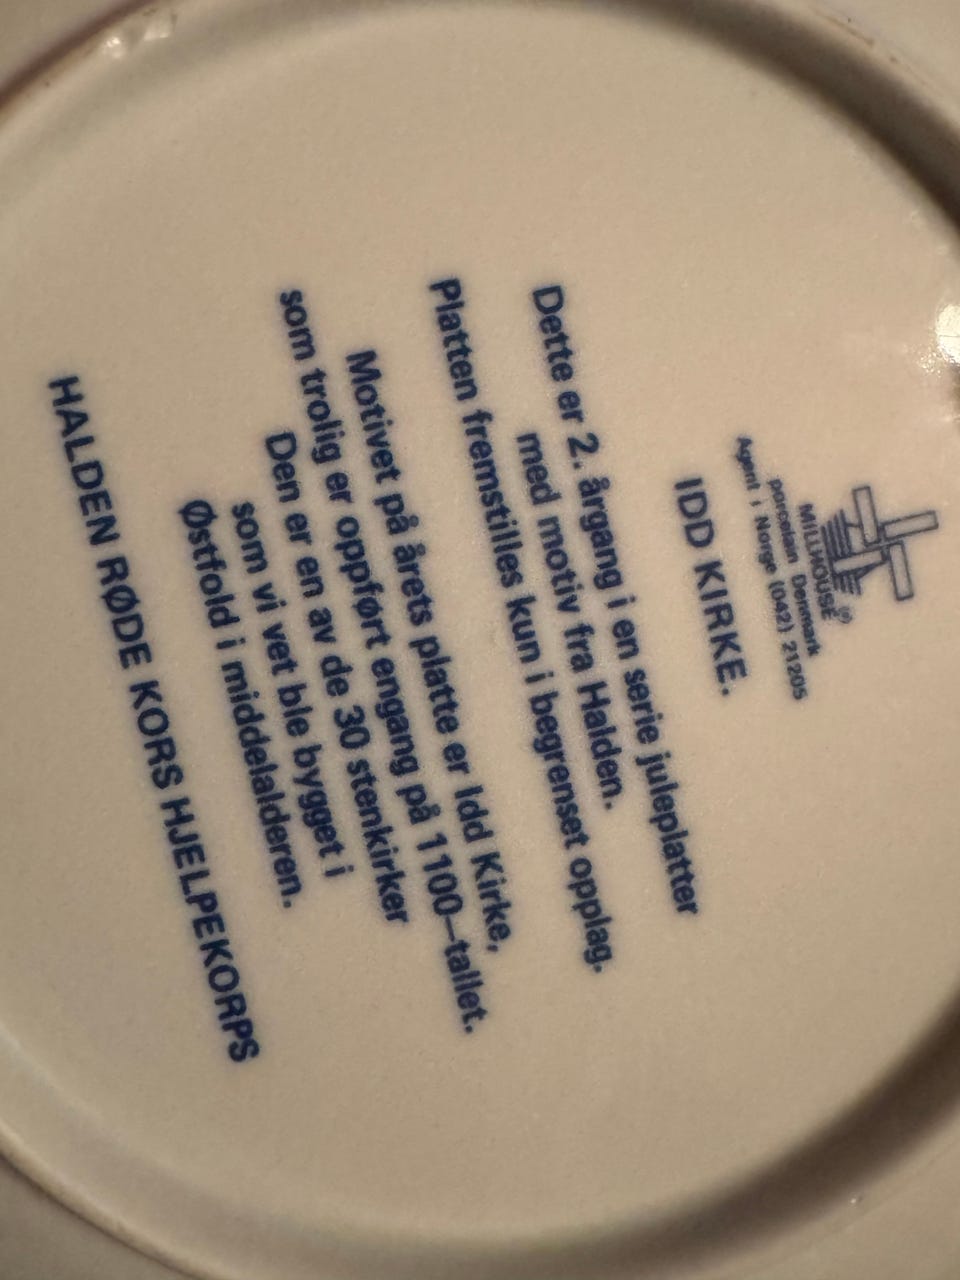 MILLHOUSE®
porcelain Denmark
Agent i Norge (042) 21205
IDD KIRKE.
Dette er 2. årgang i en serie juleplatter
med motiv fra Halden.
Platten fremstilles kun i begrenset opplag.
Motivet på årets platte er Idd Kirke,
som trolig er oppført engang på 1100–tallet.
Den er en av de 30 stenkirker
som vi vet ble bygget i
Østfold i middelalderen.
HALDEN RØDE KORS HJELPEKORPS